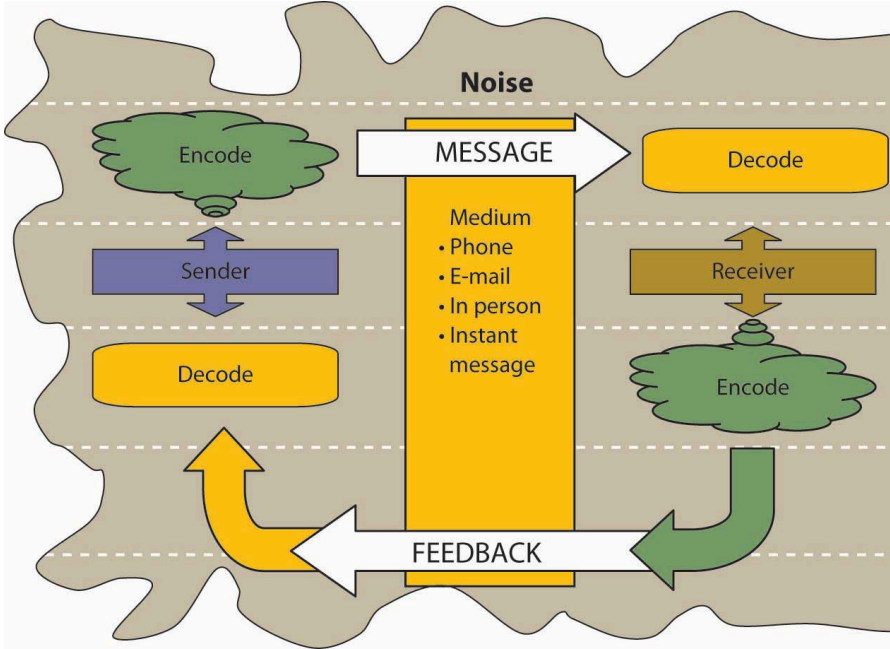 Noise
Encode
MESSAGE
Decode
Medium
• Phone
• E-mail
• In person
• Instant
message
Sender
Receiver
Decode
Encode
FEEDBACK